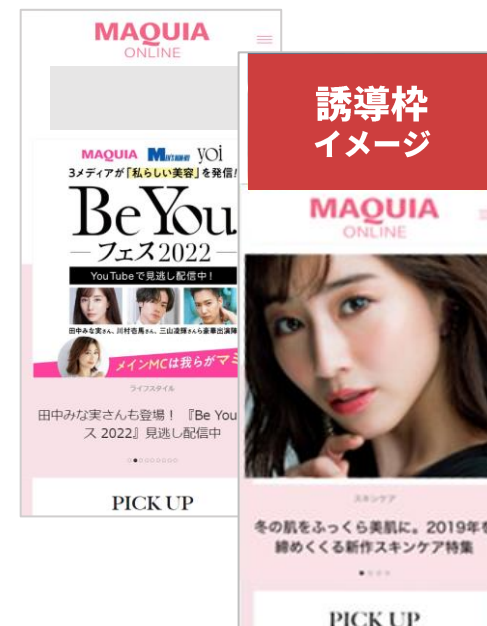 MAQUIA
ONLINE
MAQUIA
yoi
3メディアが「私らしい美容」を発信!
Be You
フェス2022
YouTubeで見逃し配信中!
田中みな実さん、川村壱馬さん、三山凌輝さんら豪華出演陣
メインMCは我らがマミ
ライフスタイル
田中みな実さんも登場! 『Be You
ス 2022』見逃し配信中
PICK UP
誘導枠
イメージ
MAQUIA
ONLINE
スキンケア
冬の肌をふっくら美肌に。2019年を
締めくくる新作スキンケア特集
PICK UP